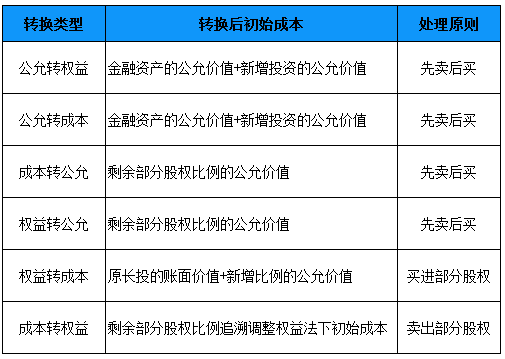 转换类型 转换后初始成本 处理原则
公允转权益 金融资产的公允价值+新增投资的公允价值 先卖后买
公允转成本 金融资产的公允价值+新增投资的公允价值 先卖后买
成本转公允 剩余部分股权比例的公允价值 先卖后买
权益转公允 剩余部分股权比例的公允价值 先卖后买
权益转成本 原长投的账面价值+新增比例的公允价值 买进部分股权
成本转权益 剩余部分股权比例追溯调整权益法下初始成本 卖出部分股权